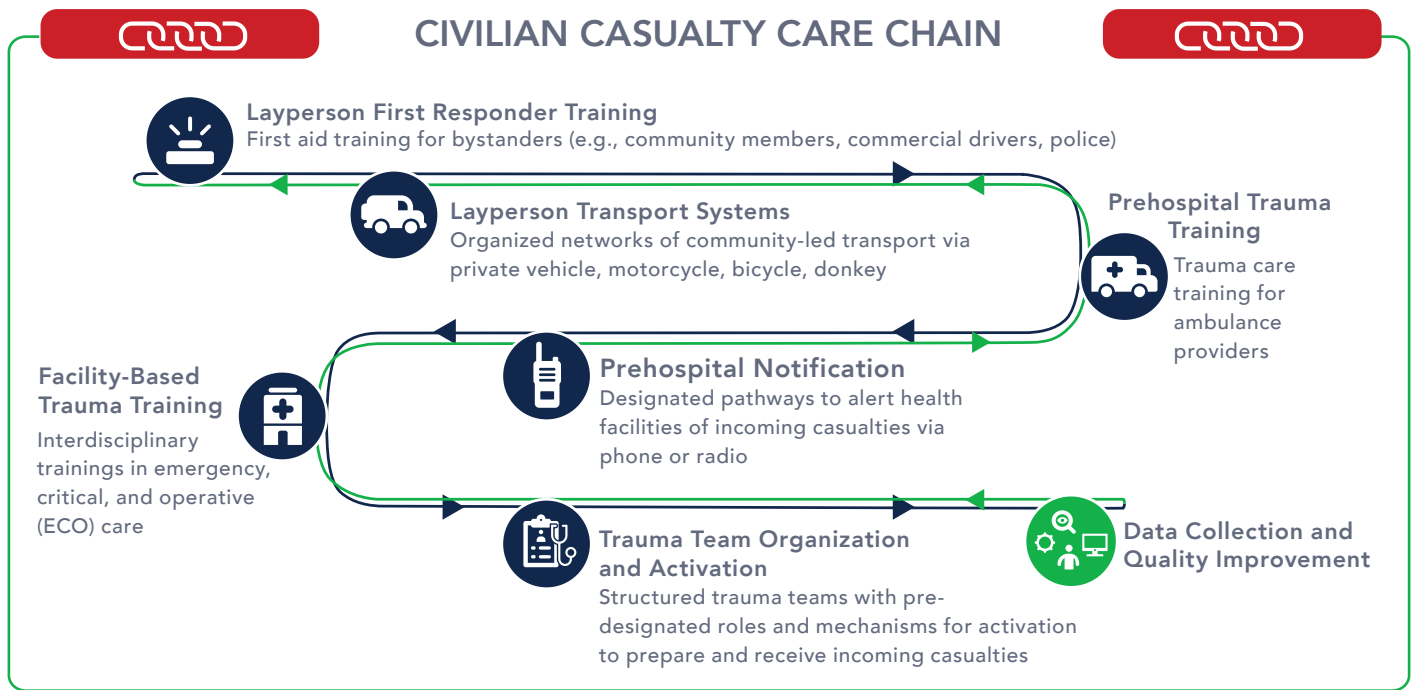 CIVILIAN CASUALTY CARE CHAIN
Layperson First Responder Training
First aid training for bystanders (e.g., community members, commercial drivers, police)
Layperson Transport Systems
Organized networks of community-led transport via
private vehicle, motorcycle, bicycle, donkey
Prehospital Trauma
Training
Trauma care
training for
ambulance
providers
Prehospital Notification
Designated pathways to alert health
facilities of incoming casualties via
phone or radio
Facility-Based
Trauma Training
Interdisciplinary
trainings in emergency,
critical, and operative
(ECO) care
Trauma Team Organization
and Activation
Structured trauma teams with pre-
designated roles and mechanisms for activation
to prepare and receive incoming casualties
Data Collection and
Quality Improvement